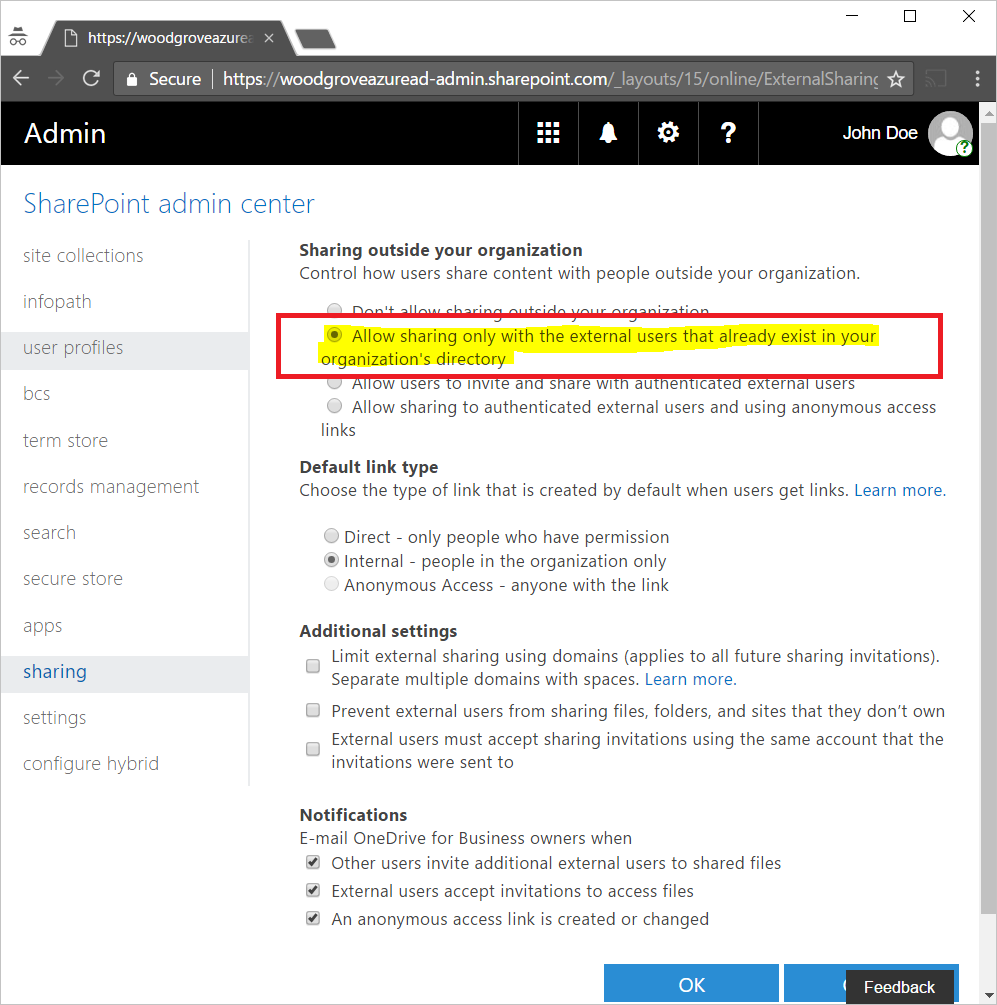 https://woodgroveazurea
Secure
https://woodgroveazuread-admin.sharepoint.com/_layouts/15/online/ExternalSharing
Admin
?
John Doe
?
SharePoint admin center
site collections
infopath
user profiles
bcs
term store
records management
search
secure store
apps
sharing
settings
configure hybrid
Sharing outside your organization
Control how users share content with people outside your organization.
Don't allow sharing outside your organization
Allow sharing only with the external users that already exist in your
organization's directory
Allow users to invite and share with authenticated external users
Allow sharing to authenticated external users and using anonymous access
links
Default link type
Choose the type of link that is created by default when users get links. Learn more.
Direct - only people who have permission
Internal - people in the organization only
Anonymous Access - anyone with the link
Additional settings
Limit external sharing using domains (applies to all future sharing invitations).
Separate multiple domains with spaces. Learn more.
Prevent external users from sharing files, folders, and sites that they don’t own
External users must accept sharing invitations using the same account that the
invitations were sent to
Notifications
E-mail OneDrive for Business owners when
Other users invite additional external users to shared files
External users accept invitations to access files
An anonymous access link is created or changed
OK
Feedback